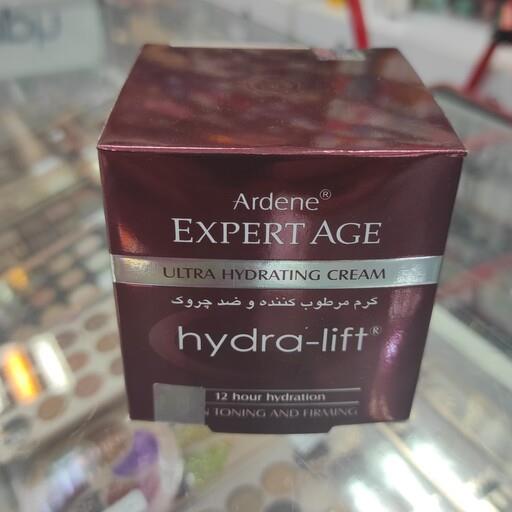 Ardene®
EXPERT AGE
ULTRA HYDRATING CREAM
کرم مرطوب کننده و ضد چروک
hydra-lift®
12 hour hydration
TONING AND FIRMING